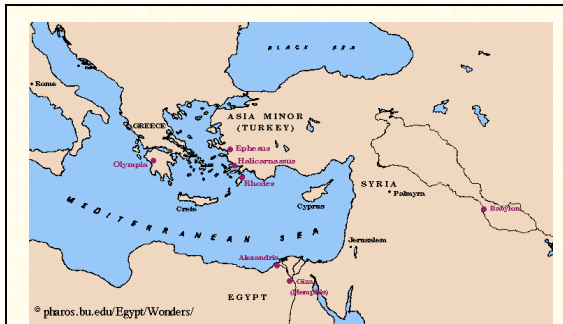 BLACK SEA
Rome
ASIA MINOR
(TURKEY)
GREECE
Ephesus
Olympia
Halicarnassus
Rhodes
SYRIA
Palmyra
Crete
Cyprus
Babylon
MEDITERRANEAN SEA
Jerusalem
Alexandria
Giza
(Memphis)
EGYPT
© pharos.bu.edu/Egypt/Wonders/